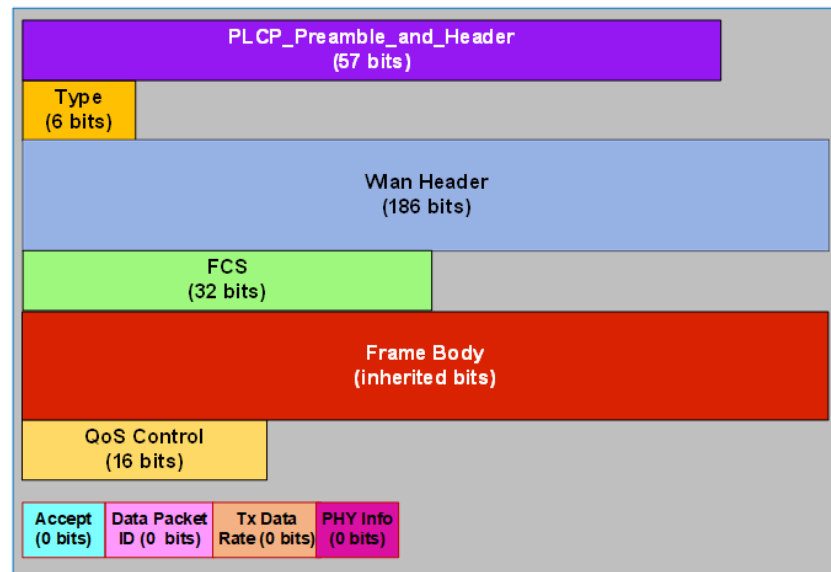 PLCP_Preamble_and_Header
(57 bits)
Type
(6 bits)
Wlan Header
(186 bits)
FCS
(32 bits)
Frame Body
(inherited bits)
QoS Control
(16 bits)
Accept
(0 bits)
Data Packet
ID (0 bits)
Tx Data
Rate (0 bits)
PHY Info
(0 bits)